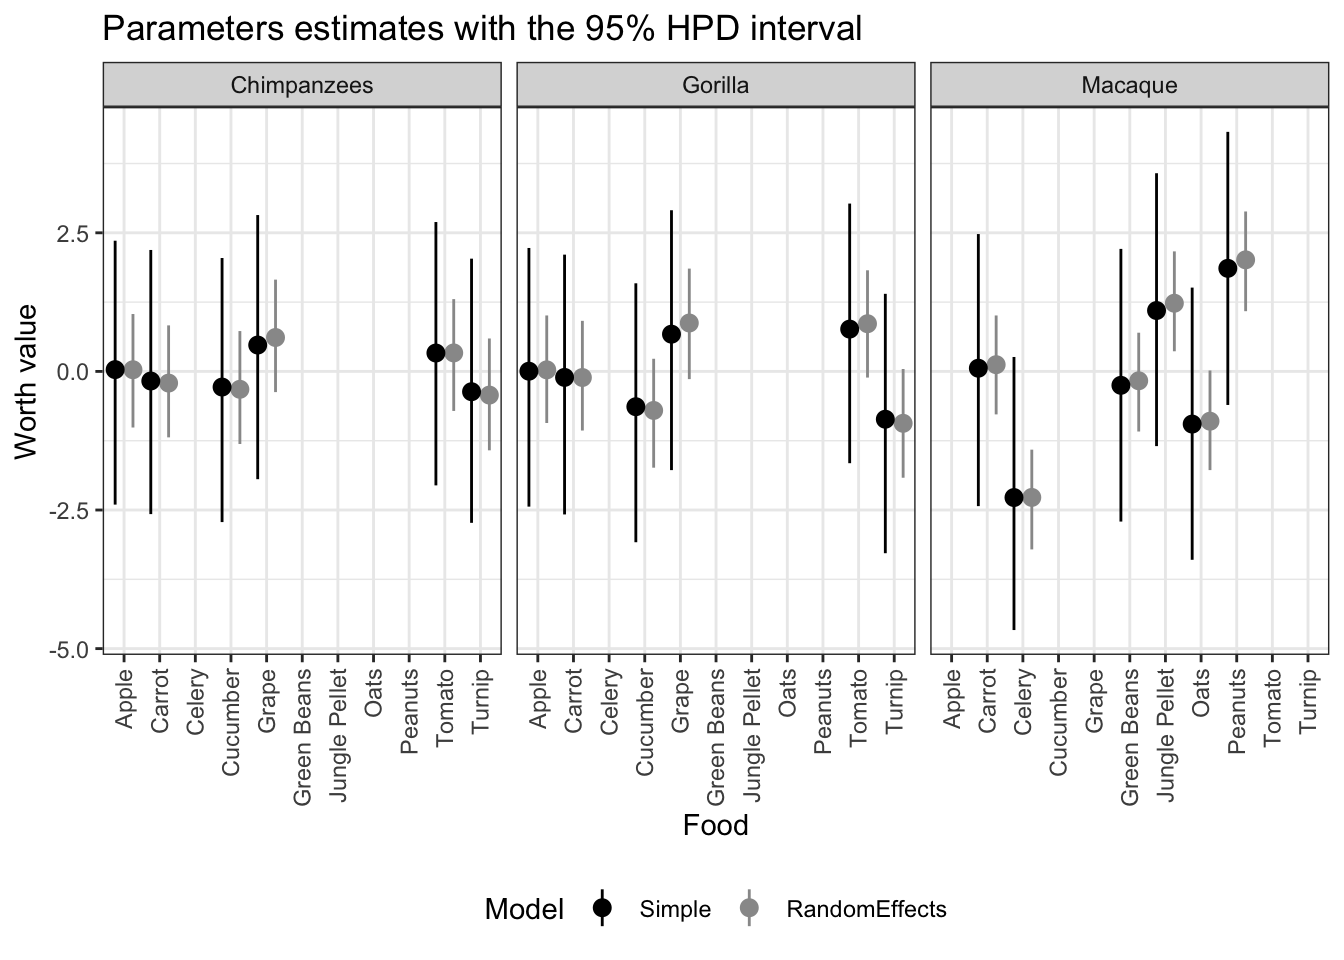 Parameters estimates with the 95% HPD interval
Chimpanzees
Gorilla
Macaque
Worth value
2.5
0.0
-2.5
-5.0
Apple
Carrot
Celery
Cucumber
Grape
Green Beans
Jungle Pellet
Oats
Peanuts
Tomato
Turnip
Apple
Carrot
Celery
Cucumber
Grape
Green Beans
Jungle Pellet
Oats
Peanuts
Tomato
Turnip
Apple
Carrot
Celery
Cucumber
Grape
Green Beans
Jungle Pellet
Oats
Peanuts
Tomato
Turnip
Food
Model Simple RandomEffects